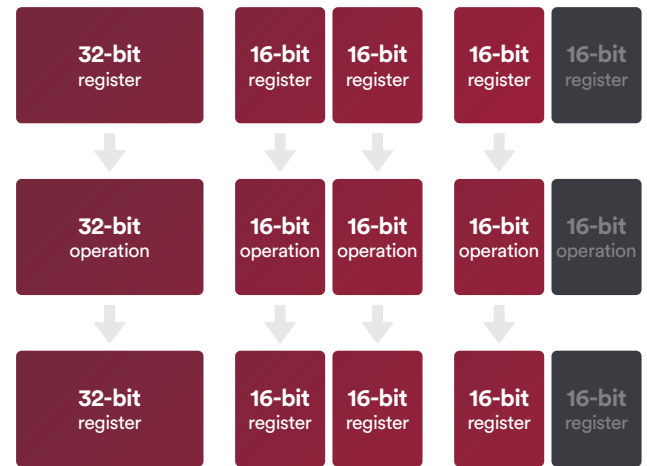 32-bit
register
16-bit
register
16-bit
register
16-bit
register
16-bit
register
32-bit
operation
16-bit
operation
16-bit
operation
16-bit
operation
16-bit
operation
32-bit
register
16-bit
register
16-bit
register
16-bit
register
16-bit
register